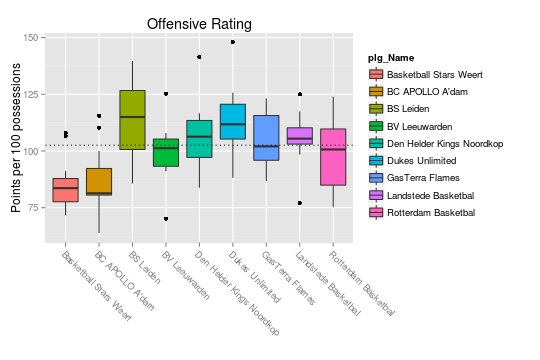 Offensive Rating
Points per 100 possessions
150
125
100
75
Basketball Stars Weert
BC APOLLO A'dam
BS Leiden
BV Leeuwarden
Den Helder Kings Noordkop
Dukes Unlimited
GasTerra Flames
Landstede Basketbal
Rotterdam Basketbal
plg_Name
Basketball Stars Weert
BC APOLLO A'dam
BS Leiden
BV Leeuwarden
Den Helder Kings Noordkop
Dukes Unlimited
GasTerra Flames
Landstede Basketbal
Rotterdam Basketbal